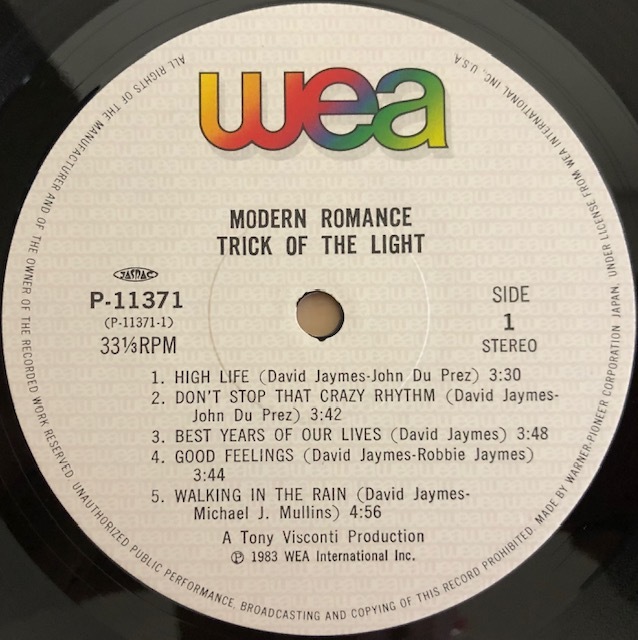 wea
MODERN ROMANCE
TRICK OF THE LIGHT
JASRAC
P-11371
(P-11371-1)
33⅓RPM
SIDE
1
STEREO
1. HIGH LIFE (David Jaymes-John Du Prez) 3:30
2. DON'T STOP THAT CRAZY RHYTHM (David Jaymes-
John Du Prez) 3:42
3. BEST YEARS OF OUR LIVES (David Jaymes) 3:48
4. GOOD FEELINGS (David Jaymes-Robbie Jaymes)
3:44
5. WALKING IN THE RAIN (David Jaymes-
Michael J. Mullins) 4:56
A Tony Visconti Production
℗ 1983 WEA International Inc.
ALL RIGHTS OF THE MANUFACTURER AND OF THE OWNER OF THE RECORDED WORK RESERVED. UNAUTHORIZED PUBLIC PERFORMANCE, BROADCASTING AND COPYING OF THIS RECORD PROHIBITED. MADE BY WARNER-PIONEER CORPORATION JAPAN, UNDER LICENSE FROM WEA INTERNATIONAL INC., U.S.A.